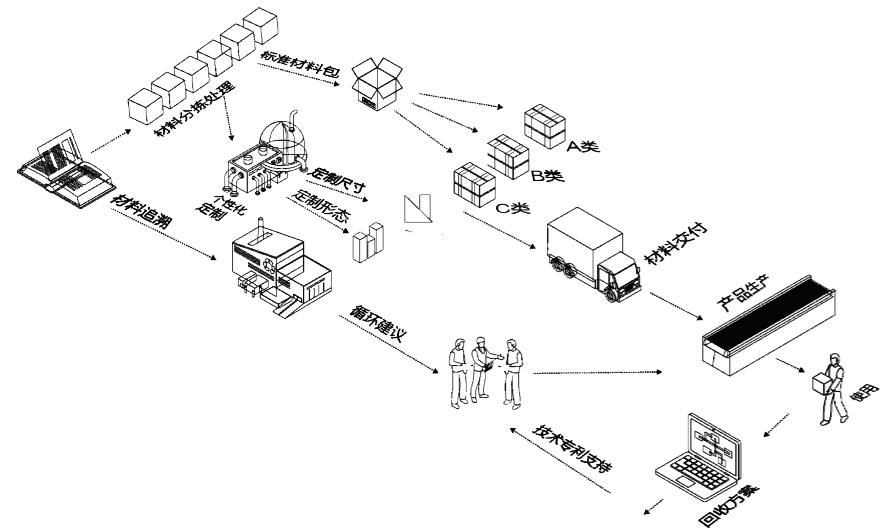 标准材料包
材料分拣处理
A类
B类
C类
定制尺寸
定制形态
个性化
定制
材料追溯
材料交付
产品生产
循环建议
使用
技术专利支持
回收方案